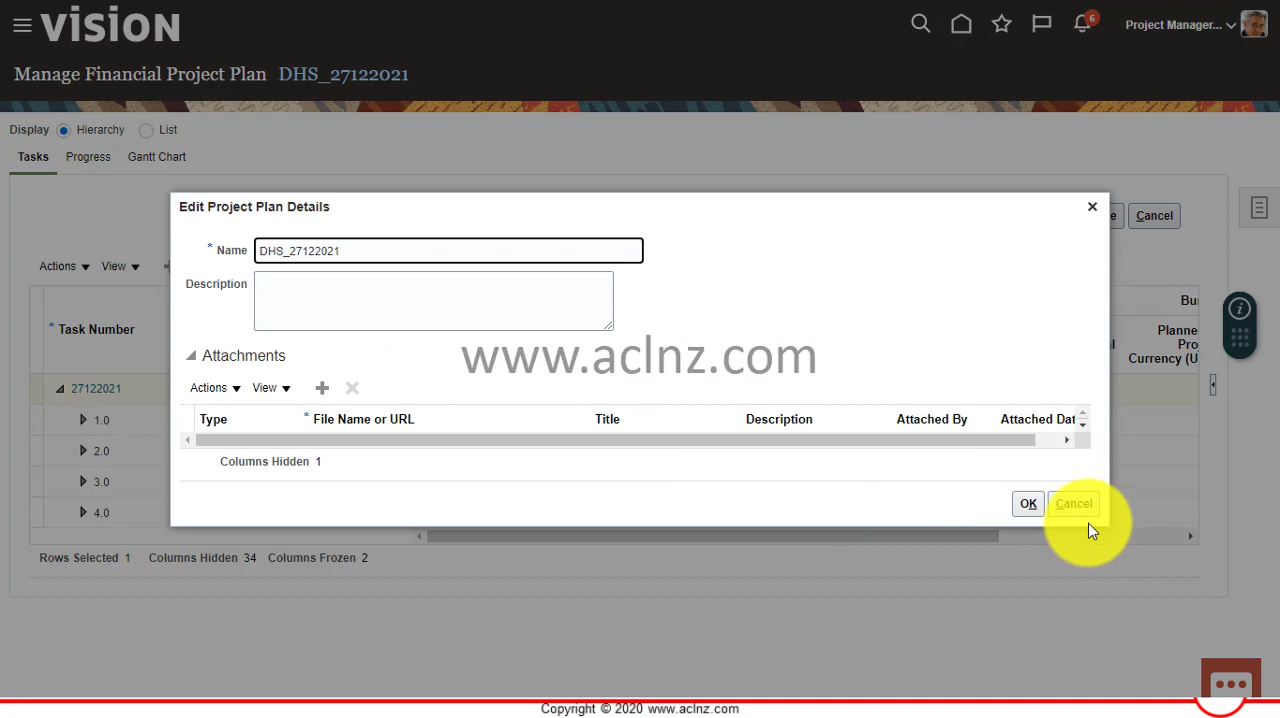 vision
6
Project Manager...
Manage Financial Project Plan DHS_27122021
Display Hierarchy List
Tasks Progress Gantt Chart
Edit Project Plan Details
e Cancel
* Name DHS_27122021
Actions View
Description
* Task Number
Bu
Planne
Pro
Currency (U
www.aclnz.com
Attachments
Actions View
27122021
Type * File Name or URL Title Description Attached By Attached Dat
1.0
2.0
Columns Hidden 1
3.0
OK Cancel
4.0
Rows Selected 1 Columns Hidden 34 Columns Frozen 2
Copyright © 2020 www.aclnz.com